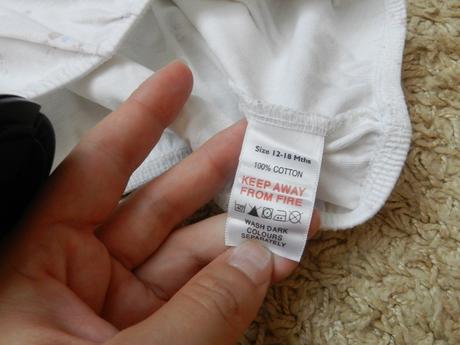 Size 12-18 Mths
100% COTTON
KEEP AWAY
FROM FIRE
WASH DARK
COLOURS
SEPARATELY